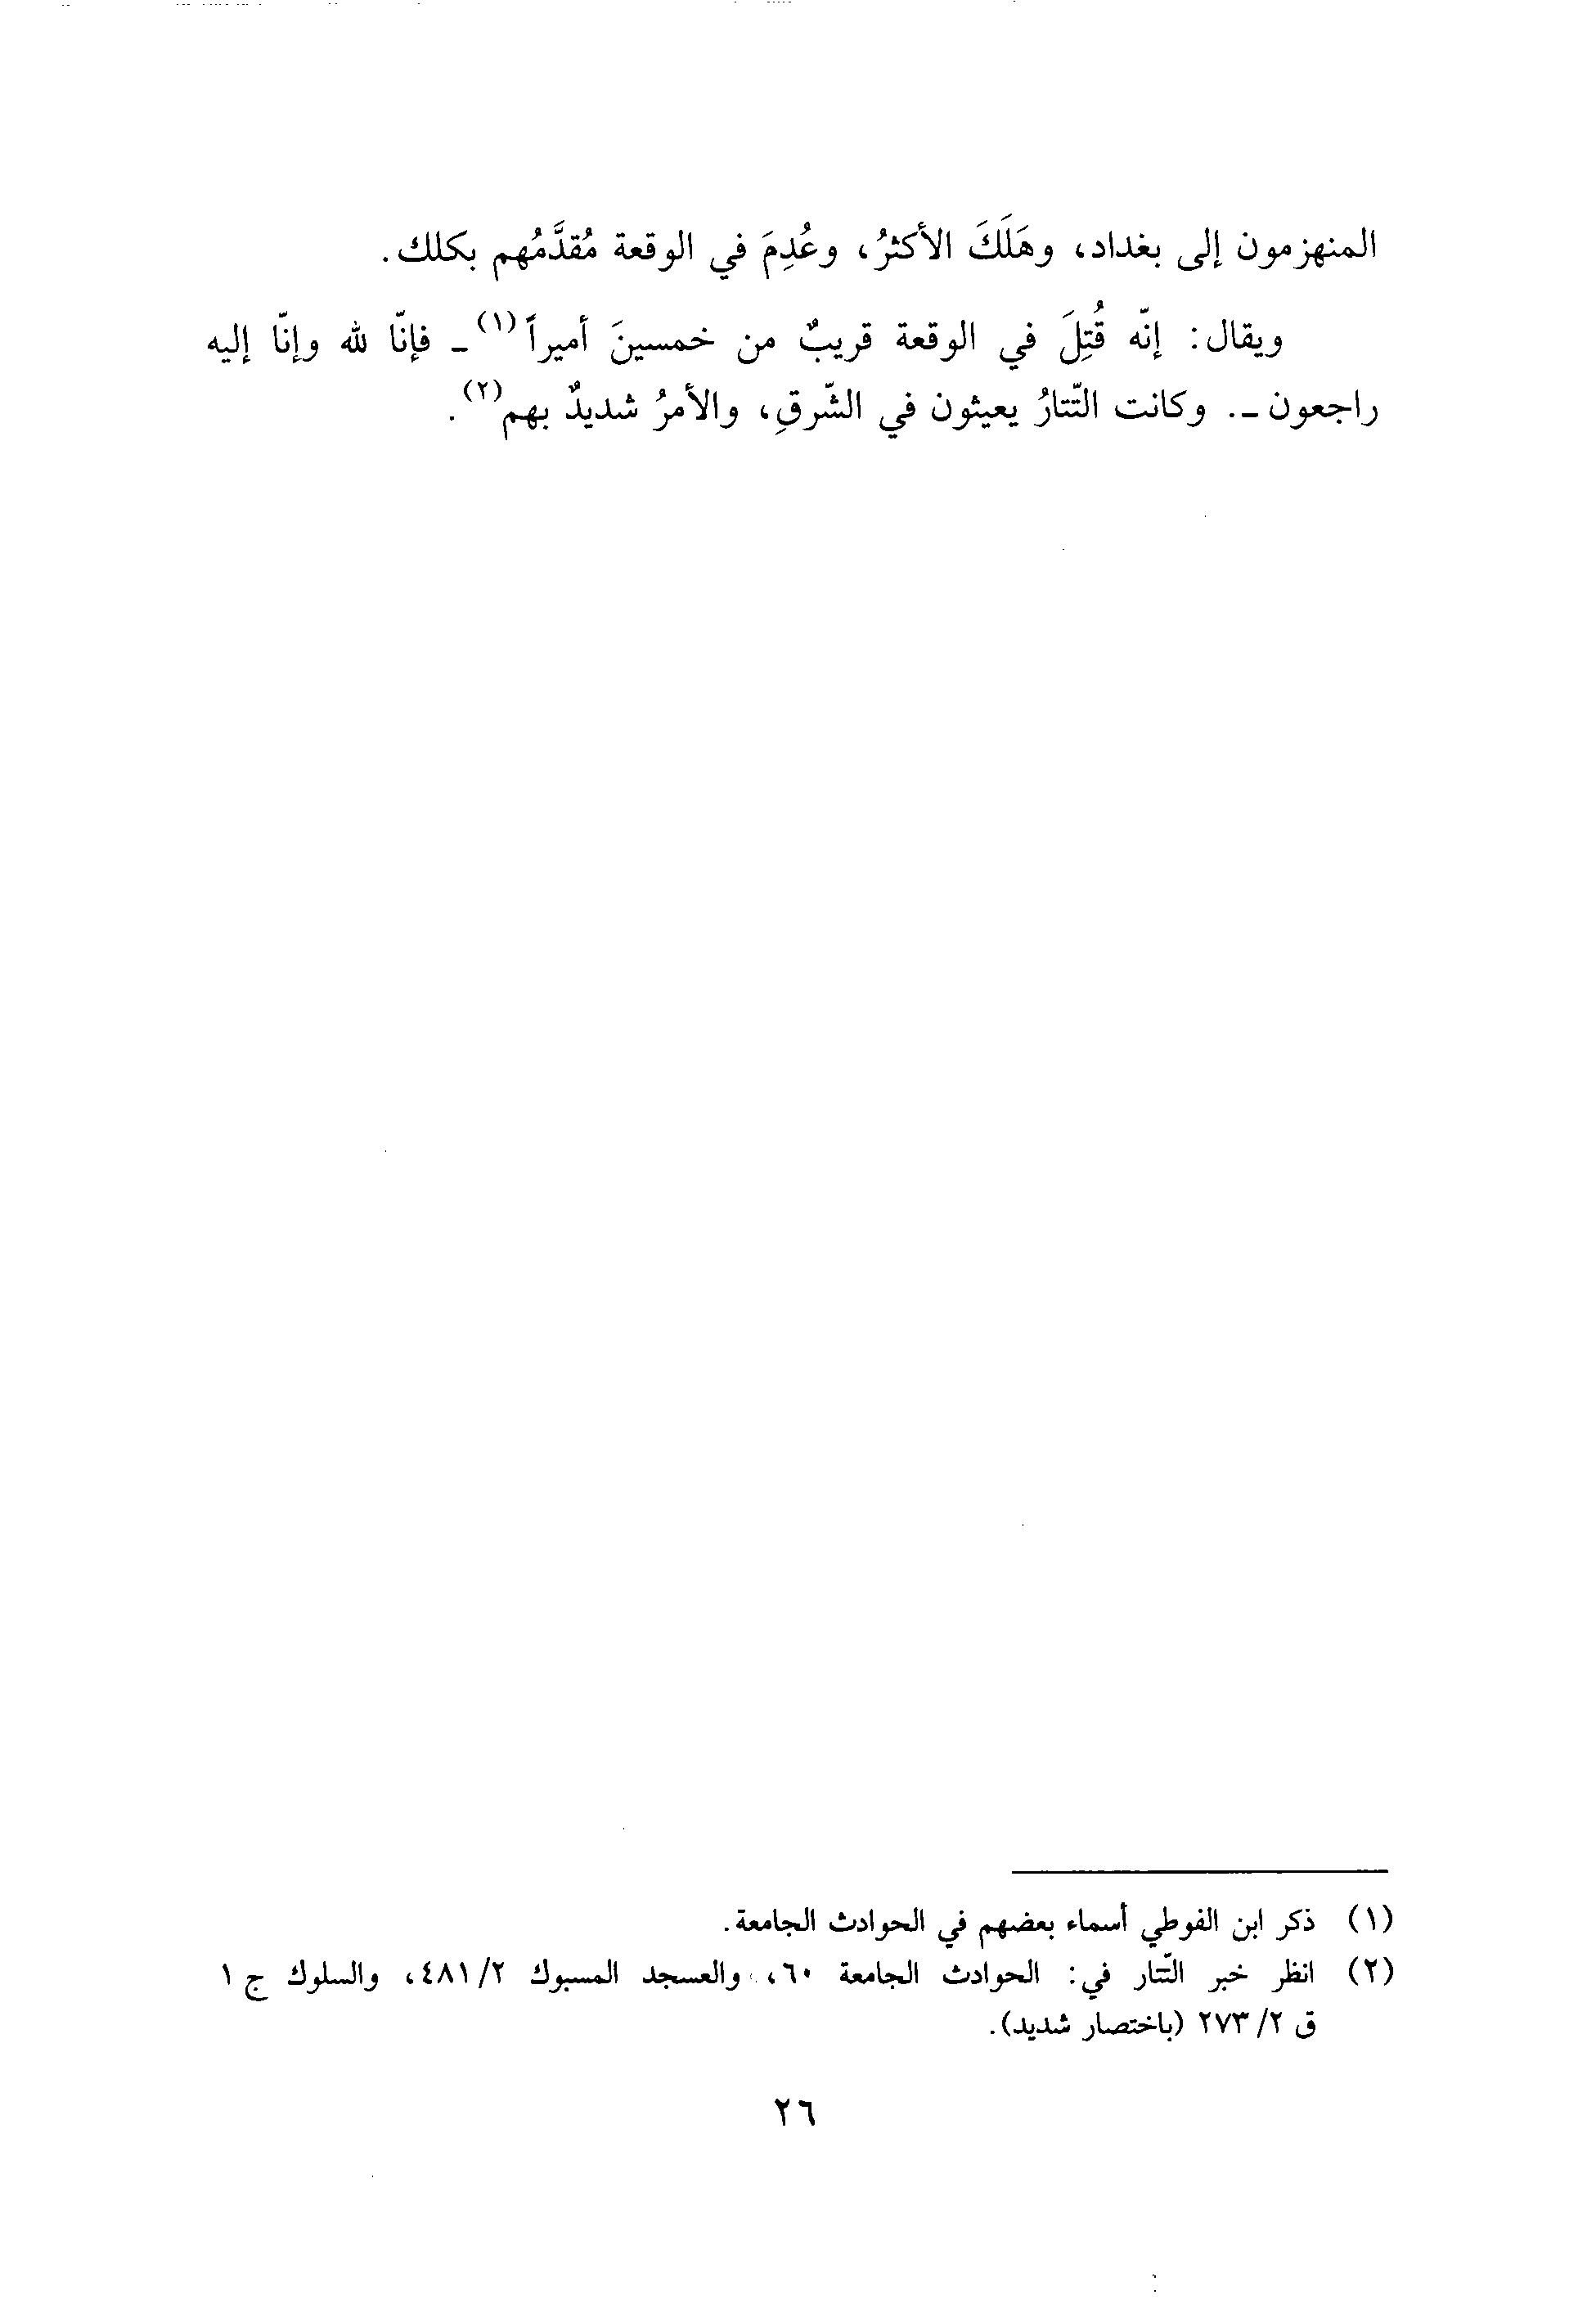 المنهزمون إلى بغداد، وهَلَكَ الأكثرُ، وعُدِمَ في الوقعة مُقدَّمُهم بكلك.
ويقال: إنّه قُتِلَ في الوقعة قريبٌ من خمسينَ أميراً(١) ـ فإنّا لله وإنّا إليه
راجعون ـ. وكانت التّتارُ يعيثون في الشّرقِ، والأمرُ شديدٌ بهم(٢).
(١) ذكر ابن الفوطي أسماء بعضهم في الحوادث الجامعة.
(٢) انظر خبر التّتار في: الحوادث الجامعة ٦٠، والعسجد المسبوك ٢/ ٤٨١، والسلوك ج ١
ق ٢/ ٢٧٣ (باختصار شديد).
٢٦